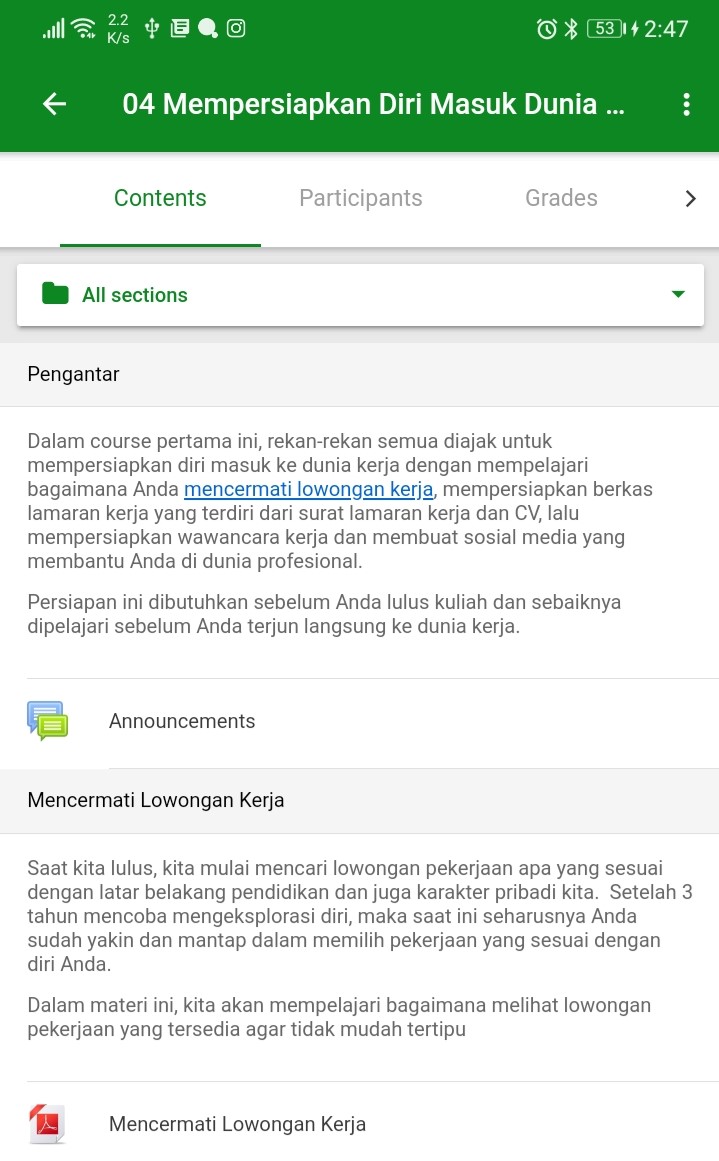 2.2
K/s
53
2:47
04 Mempersiapkan Diri Masuk Dunia ...
Contents
Participants
Grades
All sections
Pengantar
Dalam course pertama ini, rekan-rekan semua diajak untuk
mempersiapkan diri masuk ke dunia kerja dengan mempelajari
bagaimana Anda mencermati lowongan kerja, mempersiapkan berkas
lamaran kerja yang terdiri dari surat lamaran kerja dan CV, lalu
mempersiapkan wawancara kerja dan membuat sosial media yang
membantu Anda di dunia profesional.
Persiapan ini dibutuhkan sebelum Anda lulus kuliah dan sebaiknya
dipelajari sebelum Anda terjun langsung ke dunia kerja.
Announcements
Mencermati Lowongan Kerja
Saat kita lulus, kita mulai mencari lowongan pekerjaan apa yang sesuai
dengan latar belakang pendidikan dan juga karakter pribadi kita.  Setelah 3
tahun mencoba mengeksplorasi diri, maka saat ini seharusnya Anda
sudah yakin dan mantap dalam memilih pekerjaan yang sesuai dengan
diri Anda.
Dalam materi ini, kita akan mempelajari bagaimana melihat lowongan
pekerjaan yang tersedia agar tidak mudah tertipu
Mencermati Lowongan Kerja